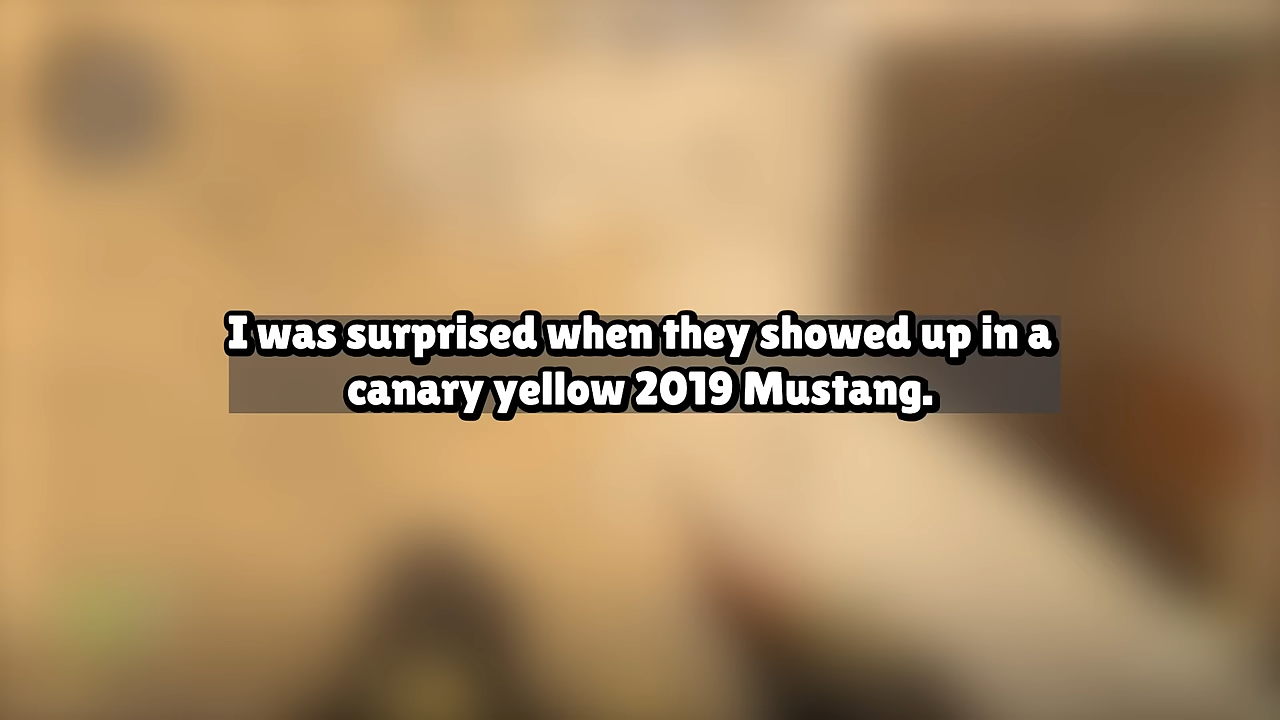 I was surprised when they showed up in a
canary yellow 2019 Mustang.